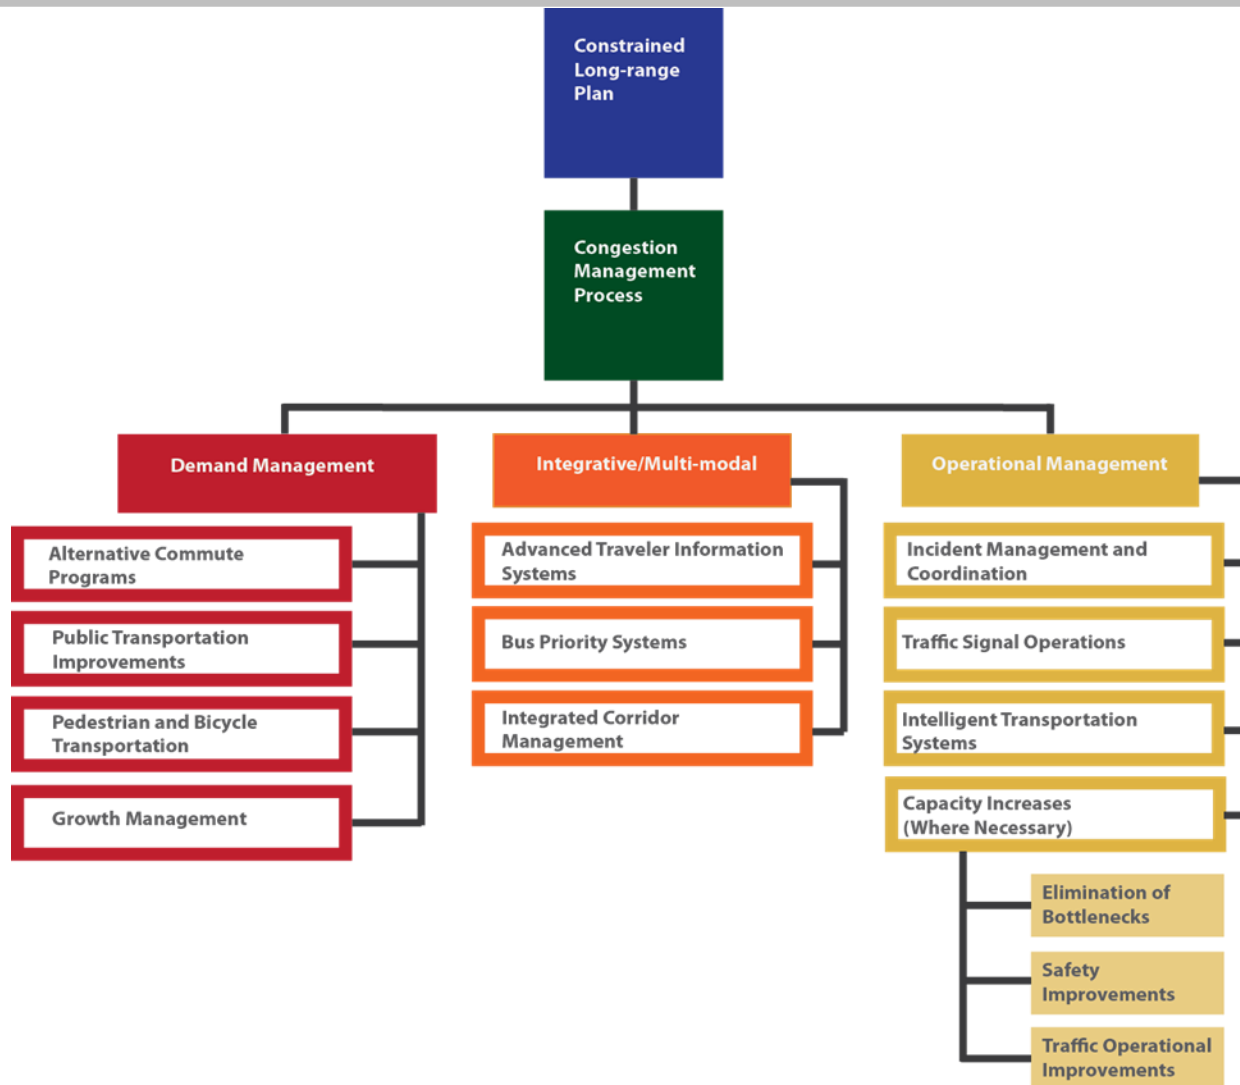 Constrained
Long-range
Plan
Congestion
Management
Process
Demand Management
Alternative Commute
Programs
Public Transportation
Improvements
Pedestrian and Bicycle
Transportation
Growth Management
Integrative/Multi-modal
Advanced Traveler Information
Systems
Bus Priority Systems
Integrated Corridor
Management
Operational Management
Incident Management and
Coordination
Traffic Signal Operations
Intelligent Transportation
Systems
Capacity Increases
(Where Necessary)
Elimination of
Bottlenecks
Safety
Improvements
Traffic Operational
Improvements